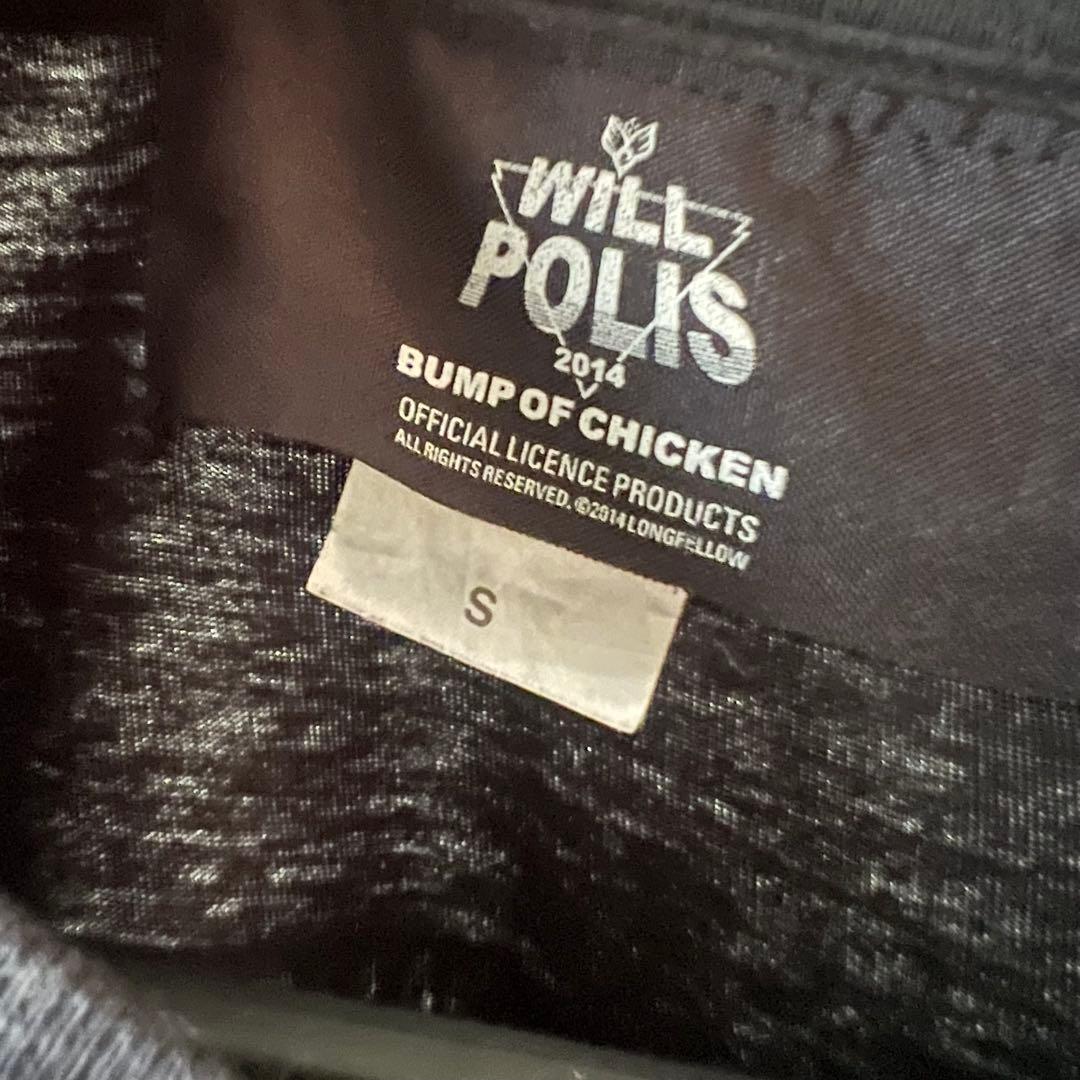 WILL
POLIS
2014
BUMP OF CHICKEN
OFFICIAL LICENCE PRODUCTS
ALL RIGHTS RESERVED. ©2014 LONGFELLOW
S